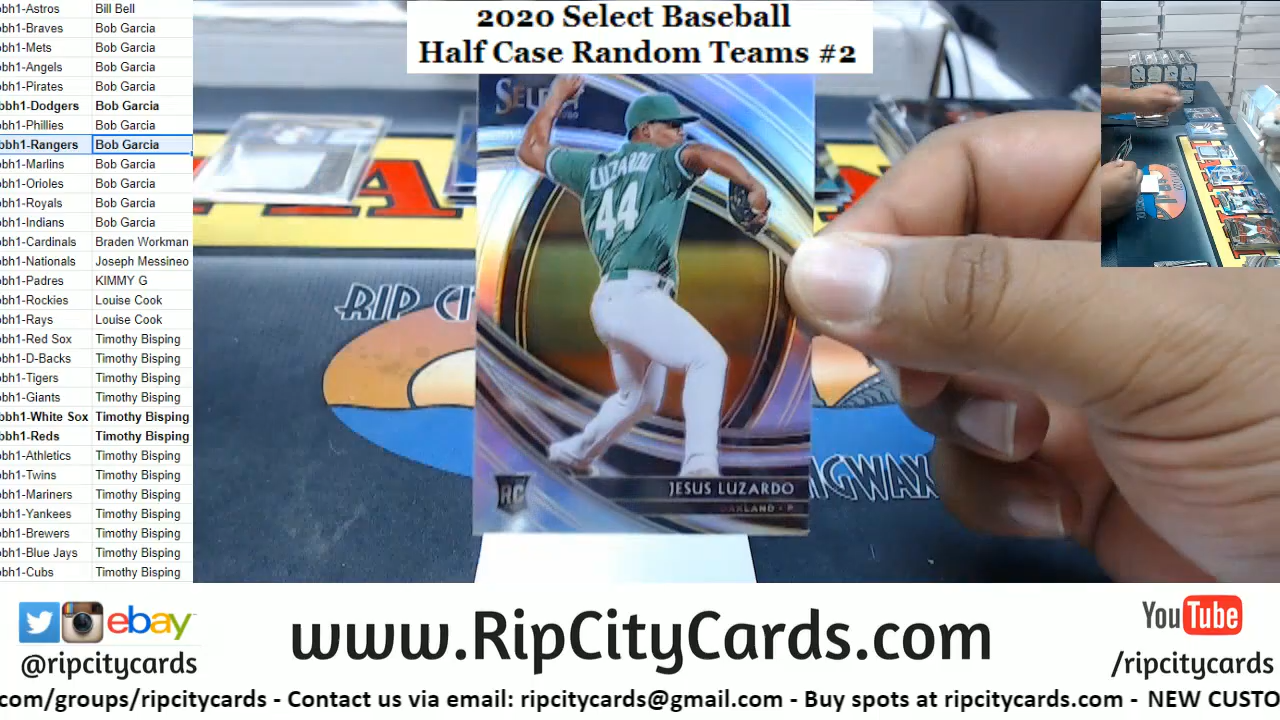 2020 Select Baseball
Half Case Random Teams #2
bh1-Astros Bill Bell
bh1-Braves Bob Garcia
bh1-Mets Bob Garcia
bh1-Angels Bob Garcia
bh1-Pirates Bob Garcia
bbh1-Dodgers Bob Garcia
bh1-Phillies Bob Garcia
bbh1-Rangers Bob Garcia
bh1-Marlins Bob Garcia
bh1-Orioles Bob Garcia
bh1-Royals Bob Garcia
bh1-Indians Bob Garcia
bh1-Cardinals Braden Workman
bh1-Nationals Joseph Messineo
bh1-Padres KIMMY G
bh1-Rockies Louise Cook
bh1-Rays Louise Cook
bh1-Red Sox Timothy Bisping
bh1-D-Backs Timothy Bisping
bh1-Tigers Timothy Bisping
bh1-Giants Timothy Bisping
bbh1-White Sox Timothy Bisping
bbh1-Reds Timothy Bisping
bh1-Athletics Timothy Bisping
bh1-Twins Timothy Bisping
bh1-Mariners Timothy Bisping
bh1-Yankees Timothy Bisping
bh1-Brewers Timothy Bisping
bh1-Blue Jays Timothy Bisping
bh1-Cubs Timothy Bisping
SELECT
LUZARDO
44
RIP CI
NGWAX
RC
JESUS LUZARDO
OAKLAND - P
ebay
@ripcitycards
www.RipCityCards.com
YouTube
/ripcitycards
com/groups/ripcitycards - Contact us via email: ripcitycards@gmail.com - Buy spots at ripcitycards.com - NEW CUSTO